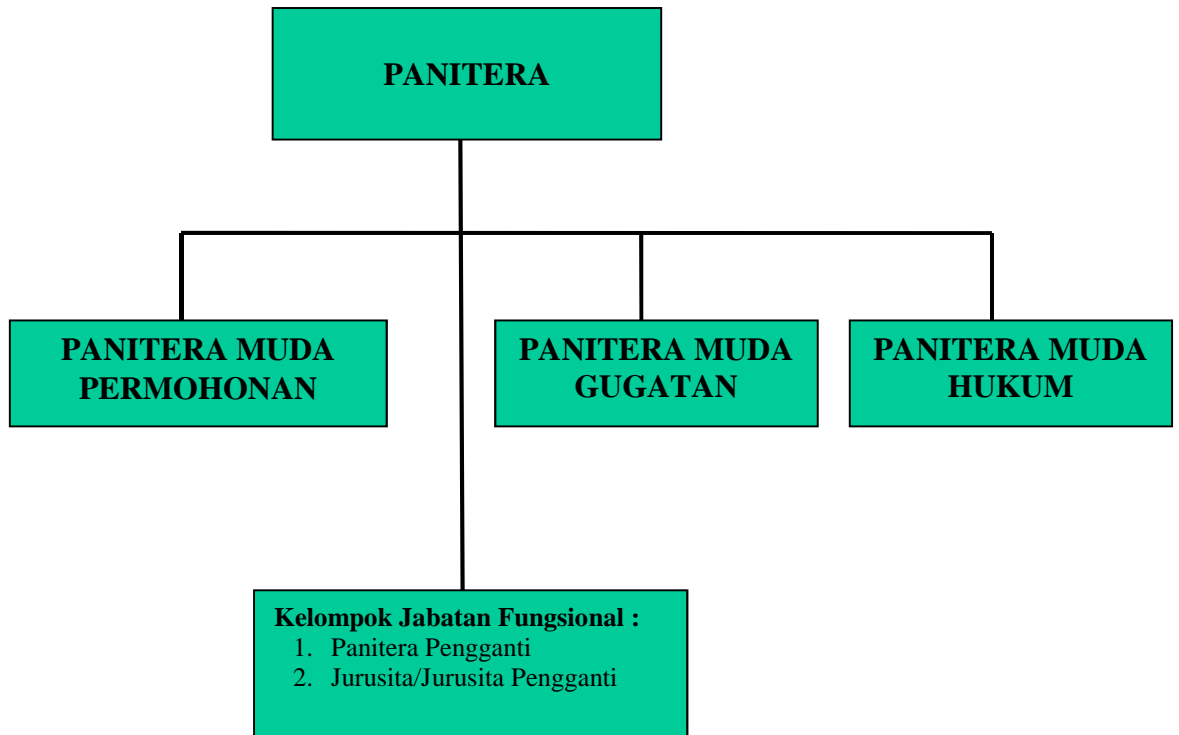 PANITERA
PANITERA MUDA
PERMOHONAN
PANITERA MUDA
GUGATAN
PANITERA MUDA
HUKUM
Kelompok Jabatan Fungsional :
1. Panitera Pengganti
2. Jurusita/Jurusita Pengganti